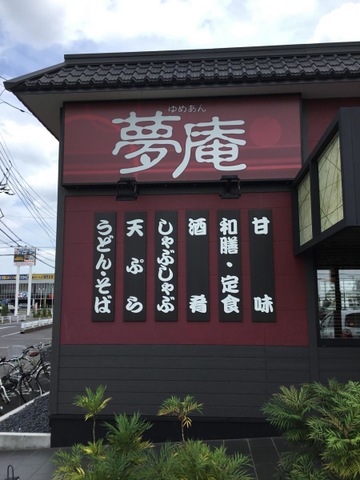 ゆめあん
夢庵
甘味
和膳・定食
酒肴
しゃぶしゃぶ
天ぷら
うどん・そば